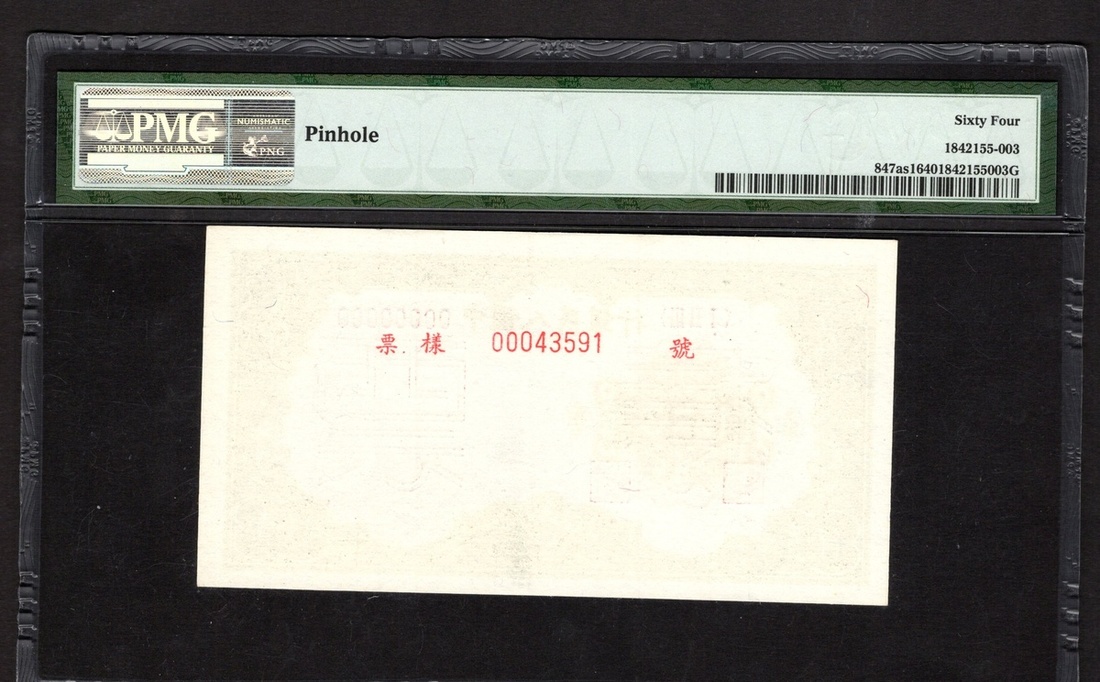 PMG
PAPER MONEY GUARANTY
NUMISMATIC
PNG
Pinhole
Sixty Four
1842155-003
847as16401842155003G
票 樣 00043591 號